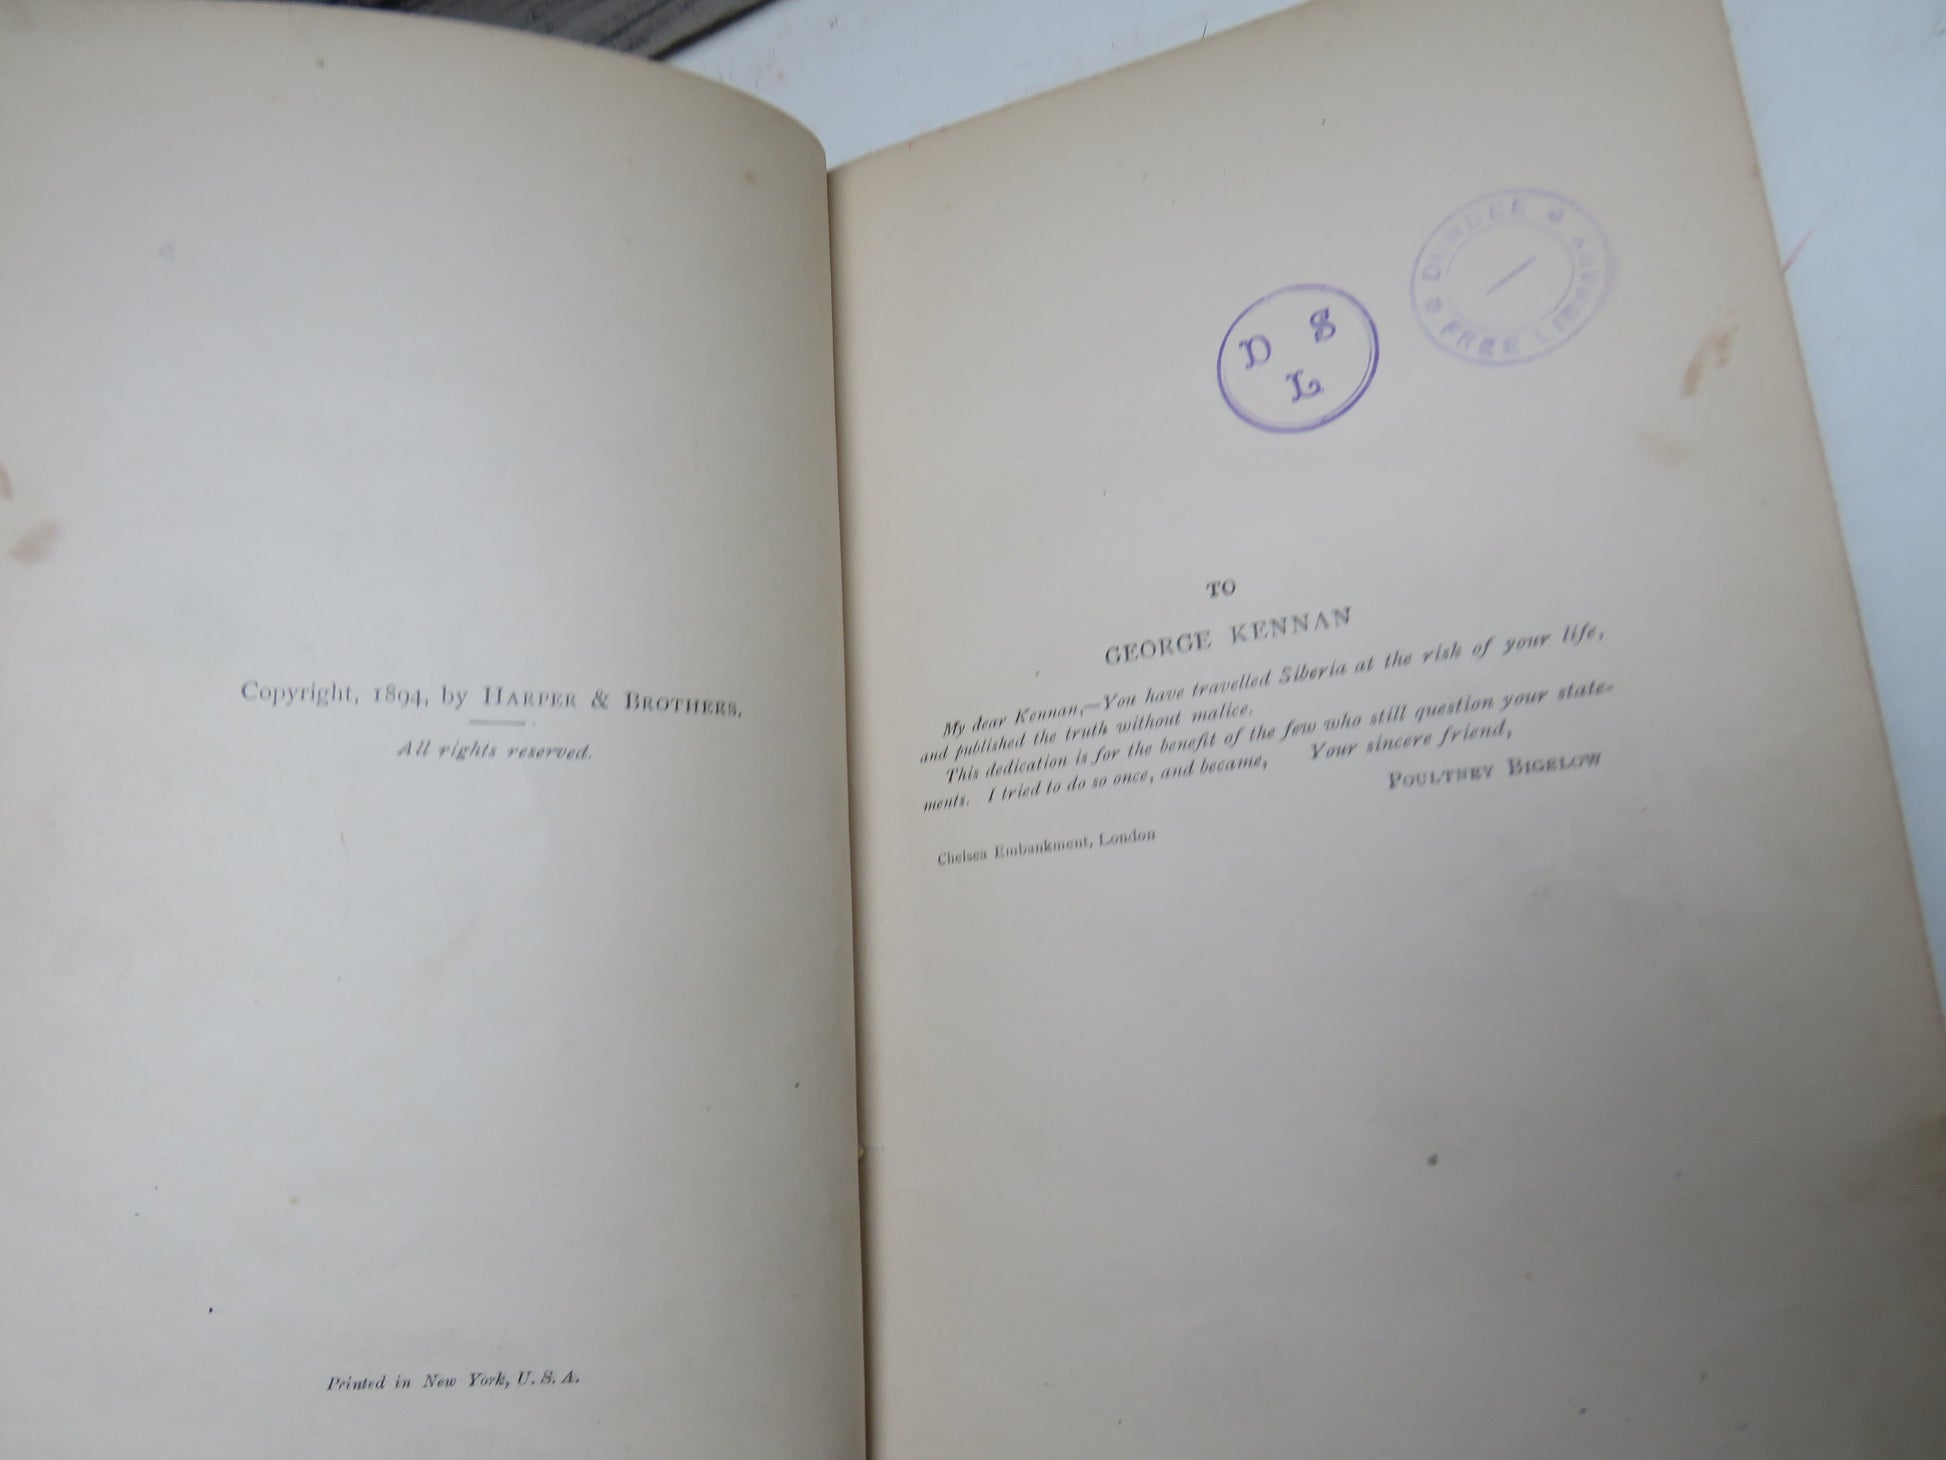 Copyright, 1894, by HARPER & BROTHERS.
All rights reserved.
Printed in New York, U. S. A.
DUNDEE FREE LIBRARY
D S
L
TO
GEORGE KENNAN
My dear Kennan,—You have travelled Siberia at the risk of your life,
and published the truth without malice.
This dedication is for the benefit of the few who still question your state-
ments. I tried to do so once, and became, Your sincere friend,
POULTNEY BIGELOW
Chelsea Embankment, London